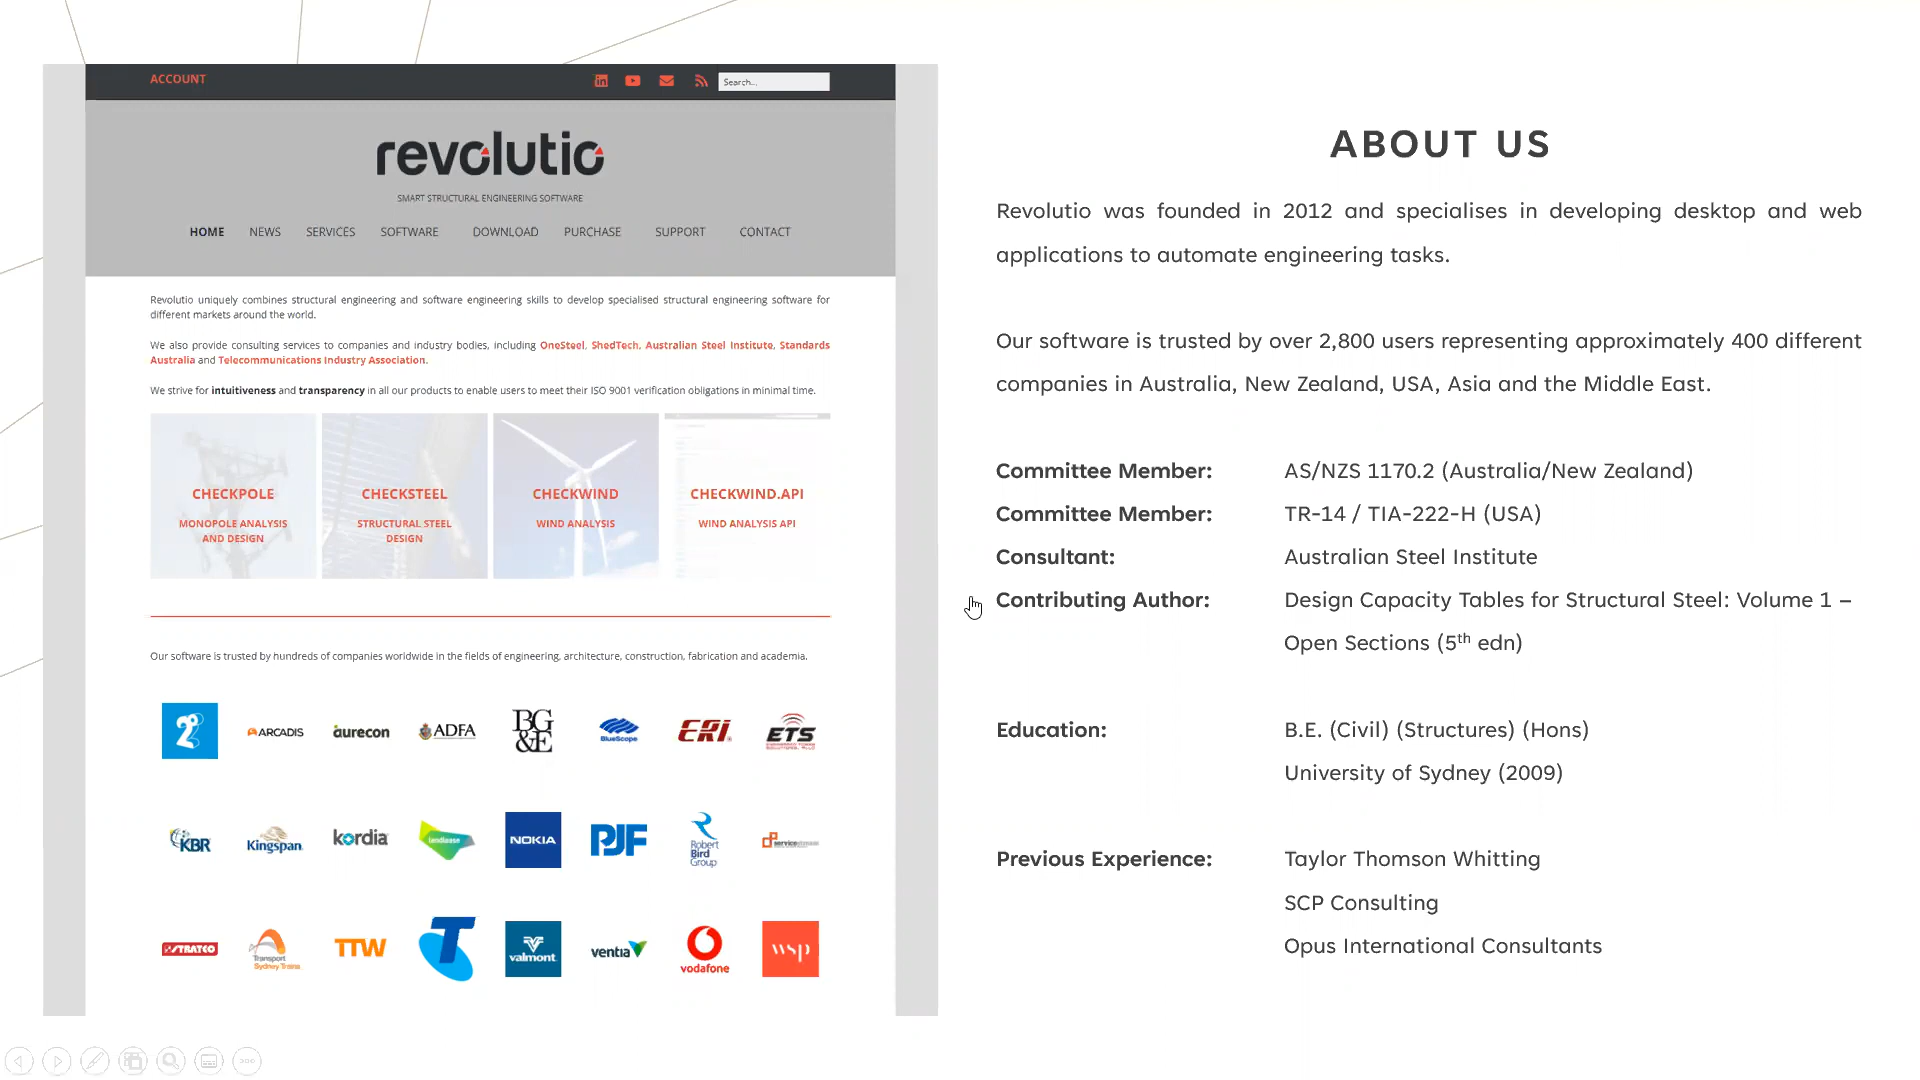 ACCOUNT
Search...
revolutio
SMART STRUCTURAL ENGINEERING SOFTWARE
HOME NEWS SERVICES SOFTWARE DOWNLOAD PURCHASE SUPPORT CONTACT
Revolutio uniquely combines structural engineering and software engineering skills to develop specialised structural engineering software for
different markets around the world.
We also provide consulting services to companies and industry bodies, including OneSteel, ShedTech, Australian Steel Institute, Standards
Australia and Telecommunications Industry Association.
We strive for intuitiveness and transparency in all our products to enable users to meet their ISO 9001 verification obligations in minimal time.
CHECKPOLE
MONOPOLE ANALYSIS
AND DESIGN
CHECKSTEEL
STRUCTURAL STEEL
DESIGN
CHECKWIND
WIND ANALYSIS
CHECKWIND.API
WIND ANALYSIS API
Our software is trusted by hundreds of companies worldwide in the fields of engineering, architecture, construction, fabrication and academia.
ARCADIS aurecon ADFA BG&E BlueScope ERI ETS
KBR Kingspan kordia lendlease NOKIA PJF Robert Bird Group servicestream
STRATCO Transport Sydney Trains TTW T valmont ventia vodafone wsp
ABOUT US
Revolutio was founded in 2012 and specialises in developing desktop and web
applications to automate engineering tasks.
Our software is trusted by over 2,800 users representing approximately 400 different
companies in Australia, New Zealand, USA, Asia and the Middle East.
Committee Member: AS/NZS 1170.2 (Australia/New Zealand)
Committee Member: TR-14 / TIA-222-H (USA)
Consultant: Australian Steel Institute
Contributing Author: Design Capacity Tables for Structural Steel: Volume 1 –
Open Sections (5th edn)
Education: B.E. (Civil) (Structures) (Hons)
University of Sydney (2009)
Previous Experience: Taylor Thomson Whitting
SCP Consulting
Opus International Consultants